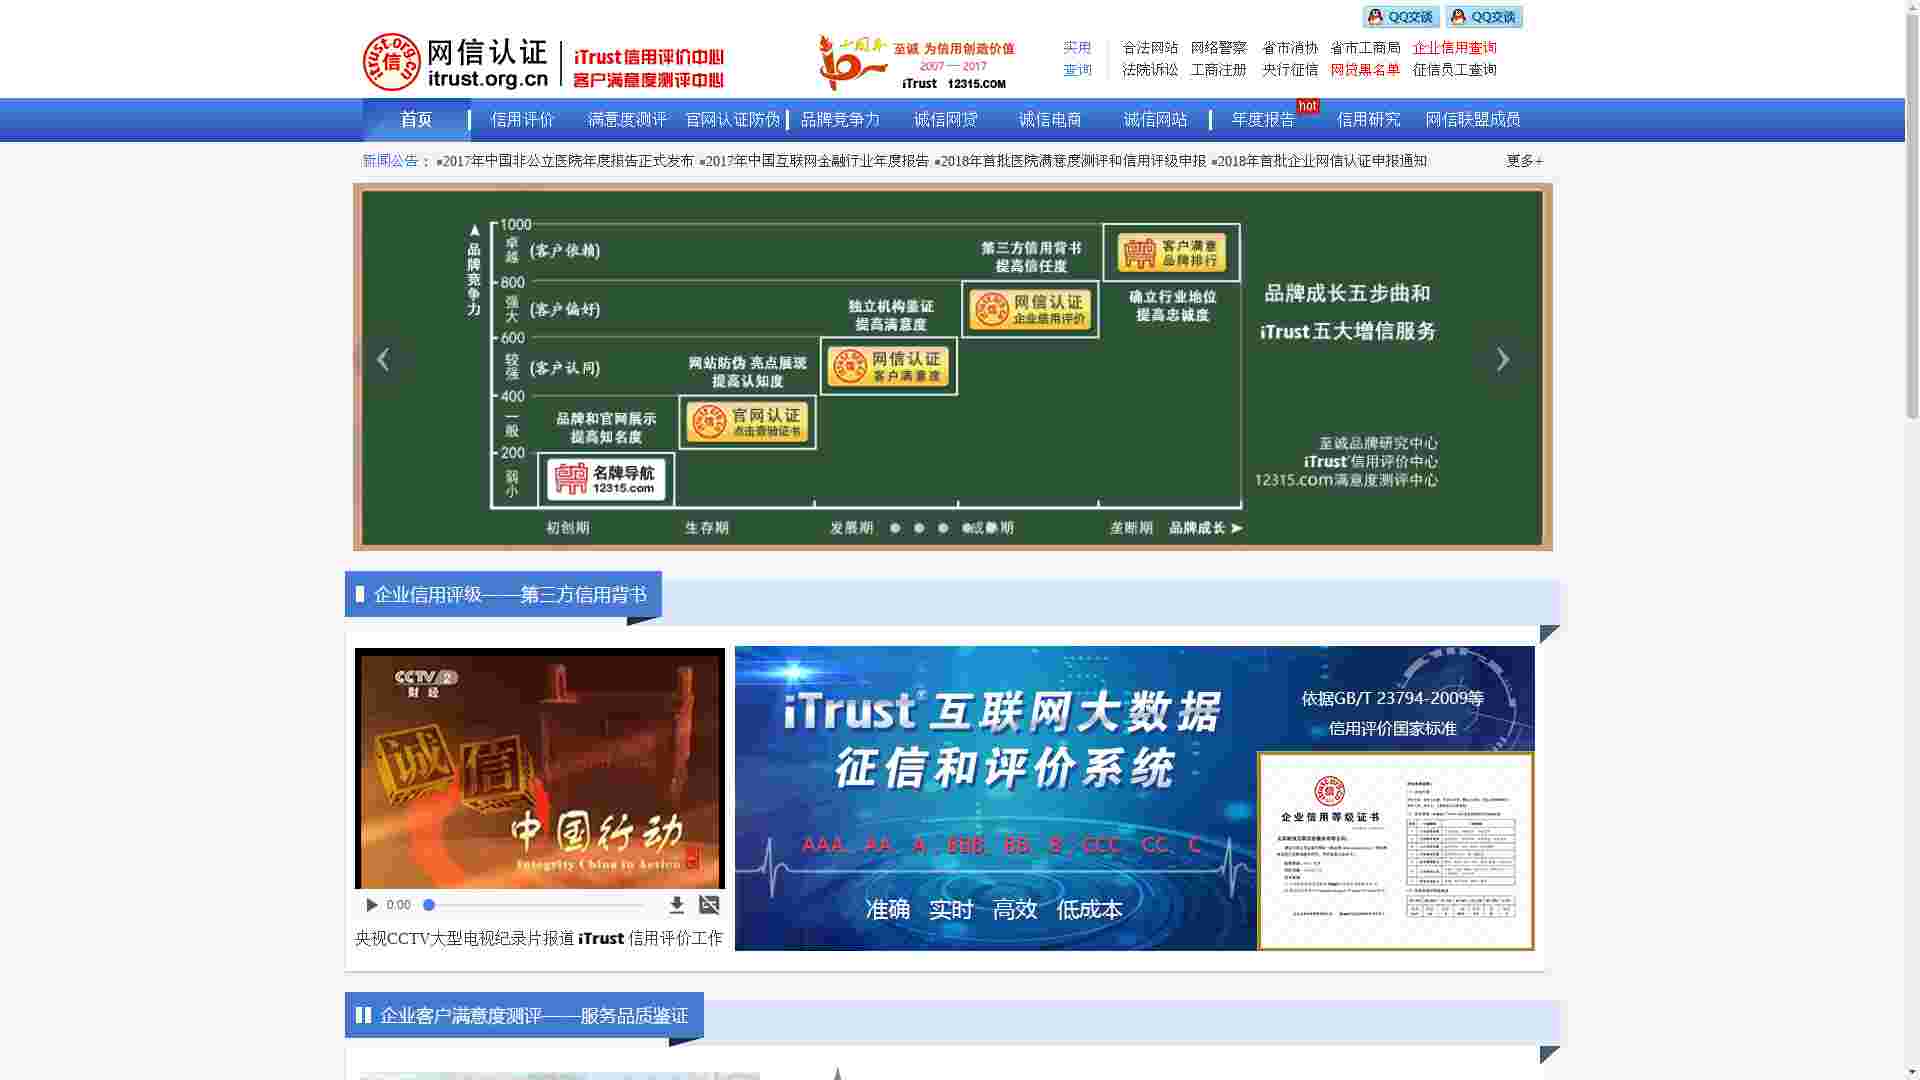 QQ交谈 QQ交谈
网信认证
itrust.org.cn
iTrust 信用评价中心
客户满意度测评中心
十周年 至诚 为信用创造价值
2007 — 2017
iTrust 12315.COM
实用 合法网站 网络警察 省市消协 省市工商局 企业信用查询
查询 法院诉讼 工商注册 央行征信 网贷黑名单 征信员工查询
首页 信用评价 满意度测评 官网认证防伪 品牌竞争力 诚信网贷 诚信电商 诚信网站 年度报告 hot 信用研究 网信联盟成员
新闻公告 : 2017年中国非公立医院年度报告正式发布 2017年中国互联网金融行业年度报告 2018年首批医院满意度测评和信用评级申报 2018年首批企业网信认证申报通知 更多+
品牌竞争力
1000
卓越 (客户依赖)
800
强大 (客户偏好)
600
较强 (客户认同)
400
一般
200
弱小
第三方信用背书
提高信任度
客户满意
品牌排行
确立行业地位
提高忠诚度
独立机构鉴证
提高满意度
网信认证
企业信用评价
网站防伪 亮点展现
提高认知度
网信认证
客户满意度
品牌和官网展示
提高知名度
官网认证
点击查验证书
名牌导航
12315.com
初创期 生存期 发展期 成熟期 垄断期 品牌成长
品牌成长五步曲和
iTrust 五大增信服务
至诚品牌研究中心
iTrust 信用评价中心
12315.com满意度测评中心
企业信用评级——第三方信用背书
CCTV 2
财经
诚信
中国行动
Integrity China in Action
0:00
央视CCTV大型电视纪录片报道 iTrust 信用评价工作
iTrust® 互联网大数据
征信和评价系统
AAA、AA、A、BBB、BB、B、CCC、CC、C
准确 实时 高效 低成本
依据GB/T 23794-2009等
信用评价国家标准
企业信用等级证书
企业客户满意度测评——服务品质鉴证